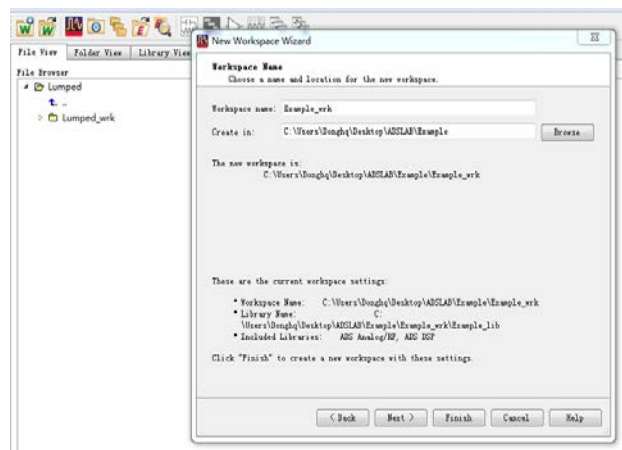 New Workspace Wizard
File View Folder View Library View
File Browser
Lumped
..
Lumped_wrk
Workspace Name
Choose a name and location for the new workspace.
Workspace name: Example_wrk
Create in: C:\Users\Donghq\Desktop\ADSLAB\Example Browse
The new workspace is:
C:\Users\Donghq\Desktop\ADSLAB\Example\Example_wrk
These are the current workspace settings:
* Workspace Name: C:\Users\Donghq\Desktop\ADSLAB\Example\Example_wrk
* Library Name: C:
\Users\Donghq\Desktop\ADSLAB\Example\Example_wrk\Example_lib
* Included Libraries: ADS Analog/RF, ADS DSP
Click "Finish" to create a new workspace with these settings.
< Back Next > Finish Cancel Help